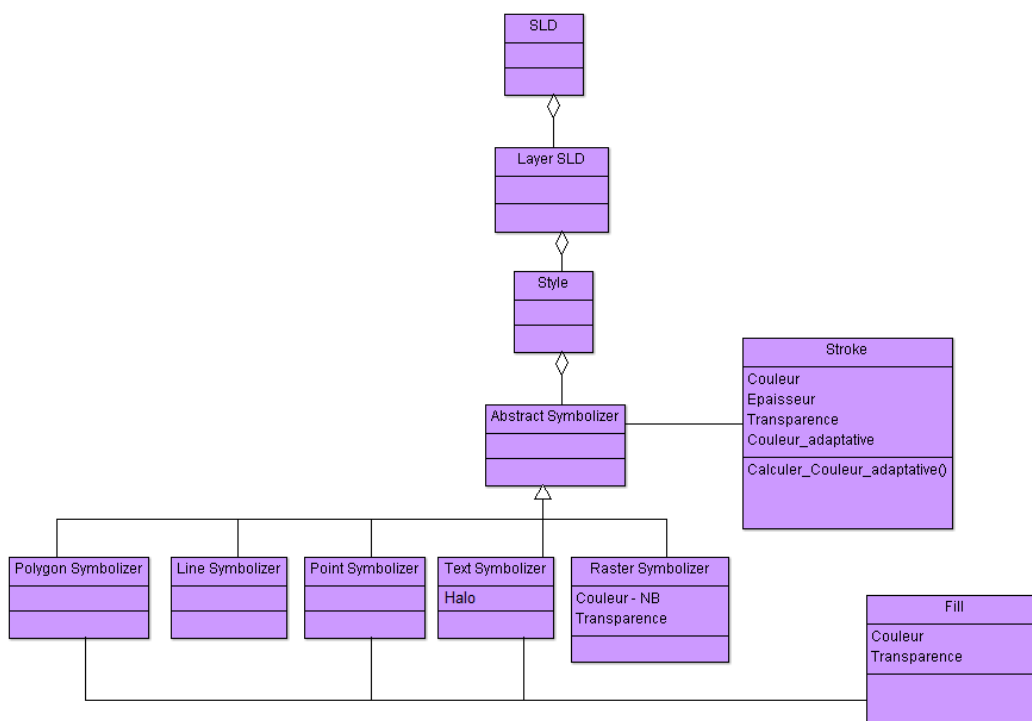 SLD
Layer SLD
Style
Stroke
Couleur
Epaisseur
Transparence
Couleur_adaptative
Calculer_Couleur_adaptative()
Abstract Symbolizer
Polygon Symbolizer
Line Symbolizer
Point Symbolizer
Text Symbolizer
Halo
Raster Symbolizer
Couleur - NB
Transparence
Fill
Couleur
Transparence